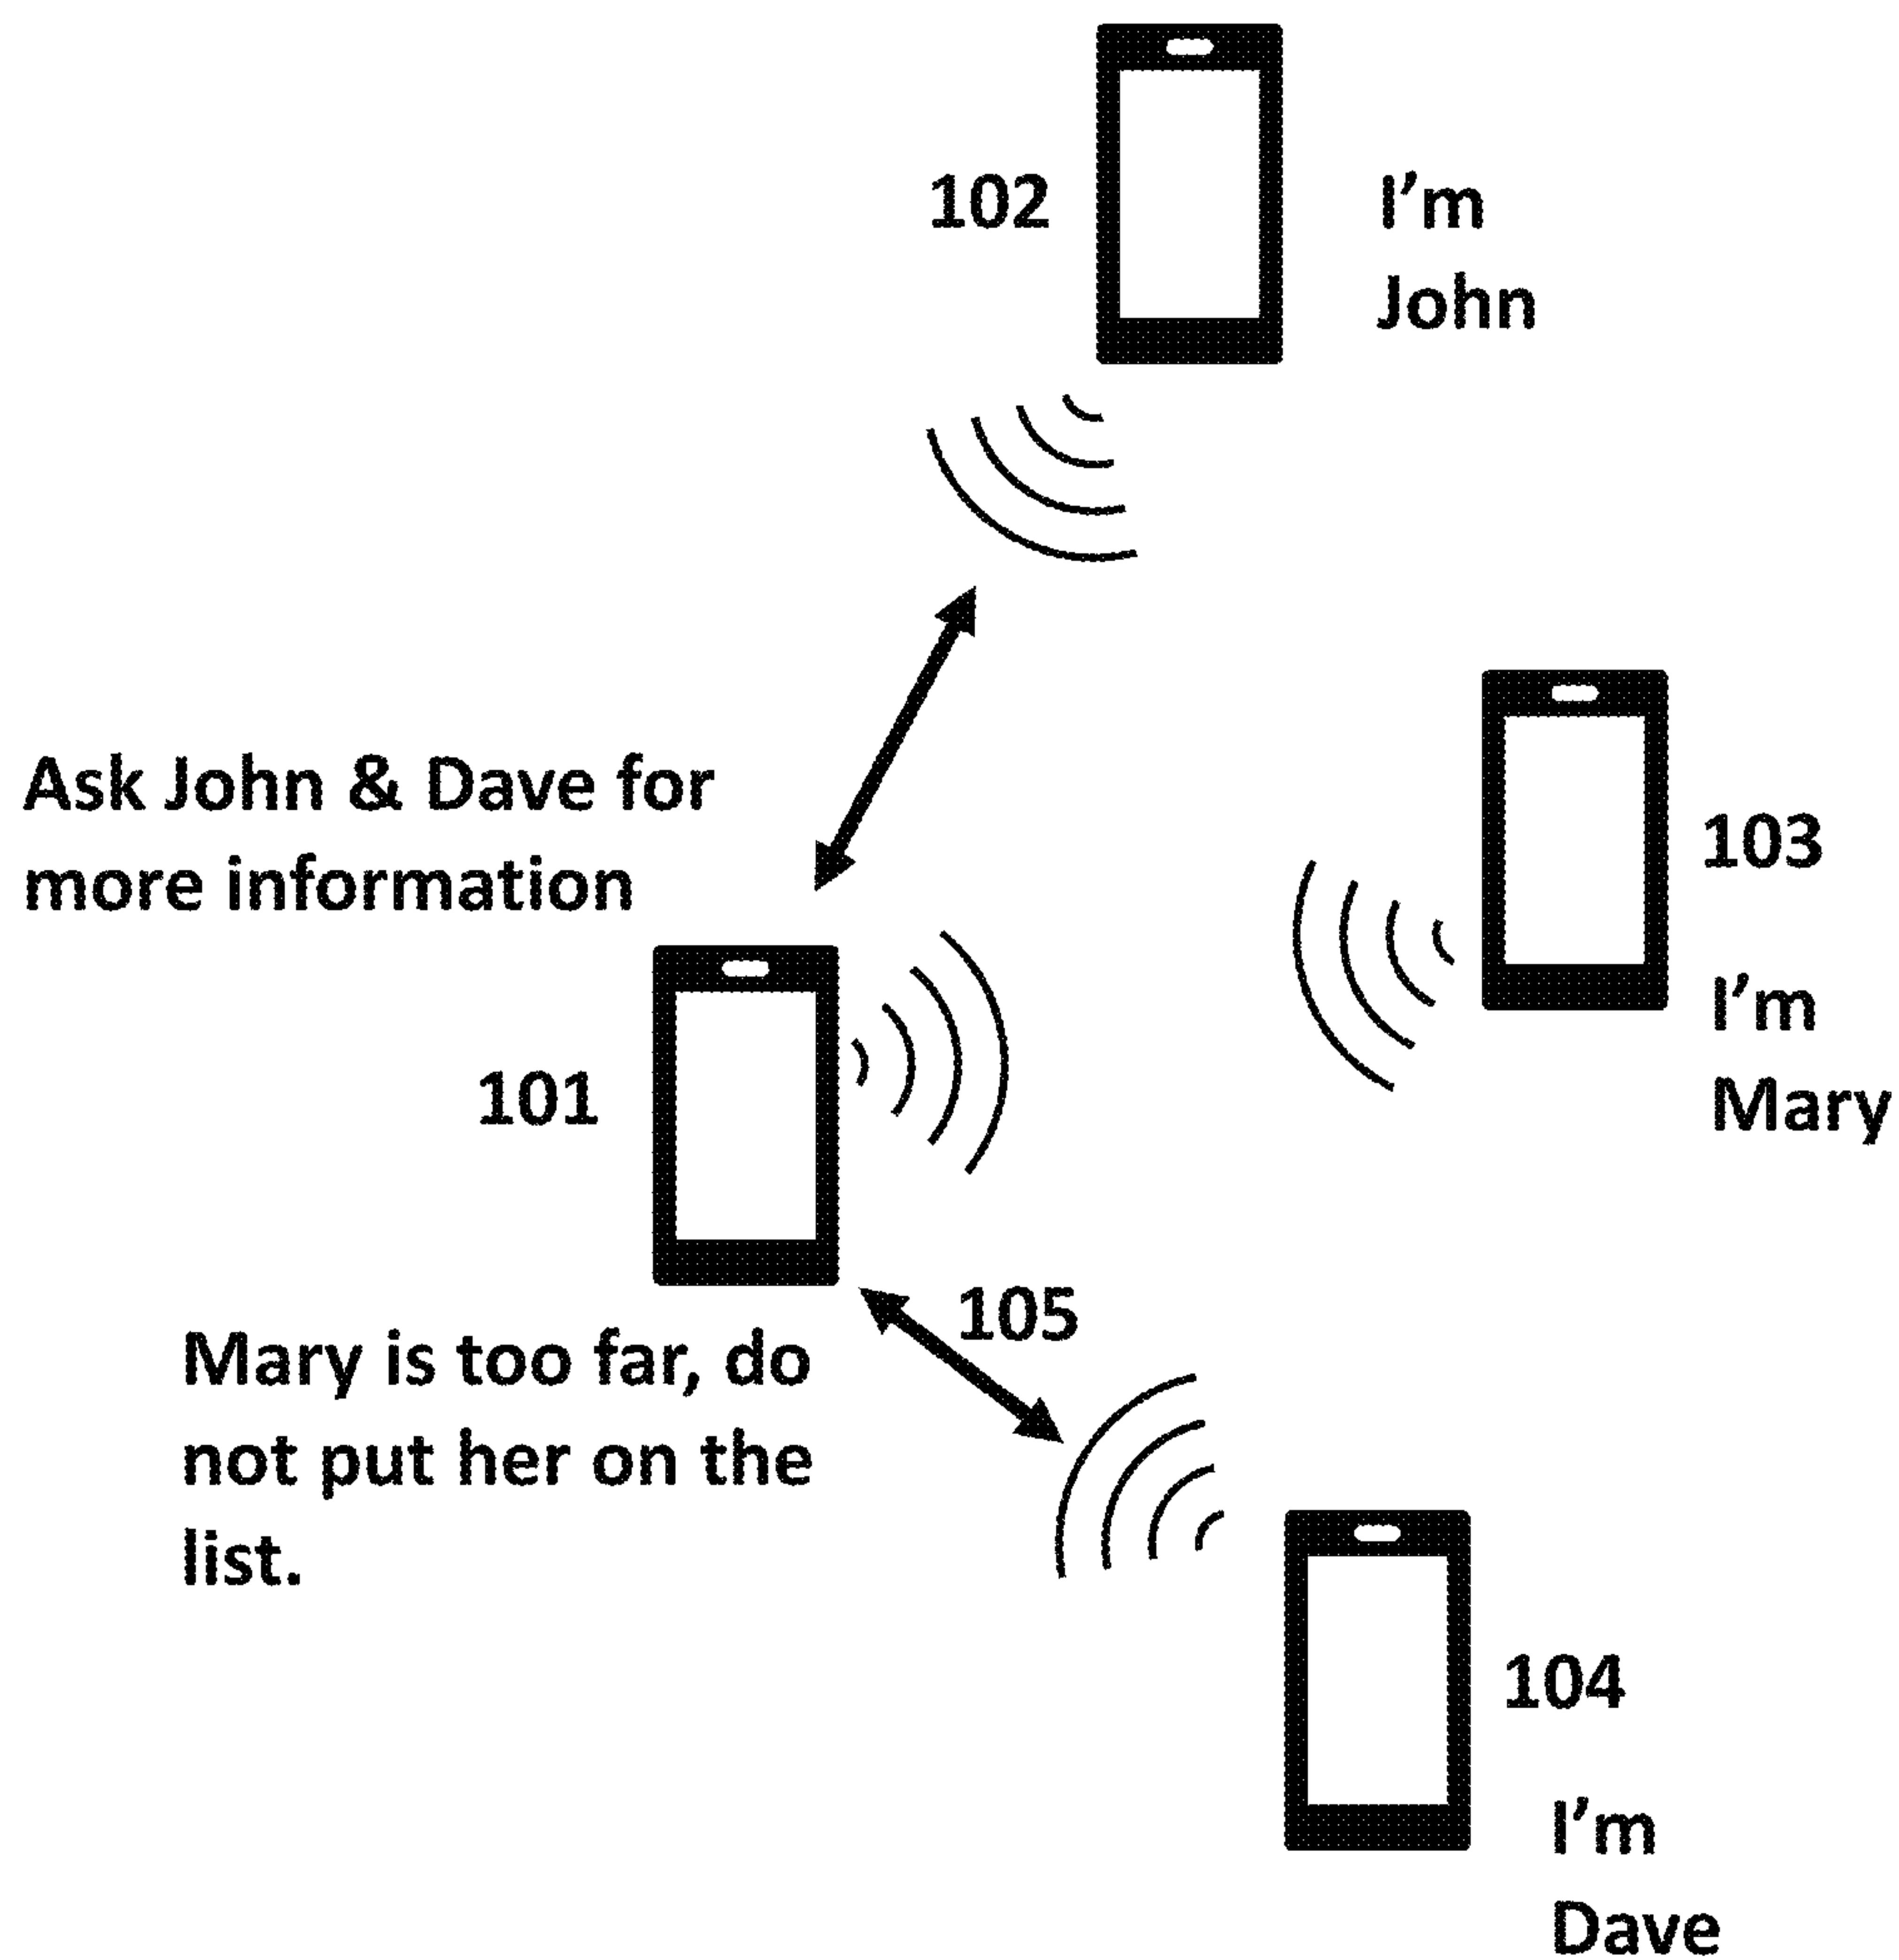 102
I'm
John
Ask John & Dave for
more information
103
I'm
Mary
101
105
Mary is too far, do
not put her on the
list.
104
I'm
Dave